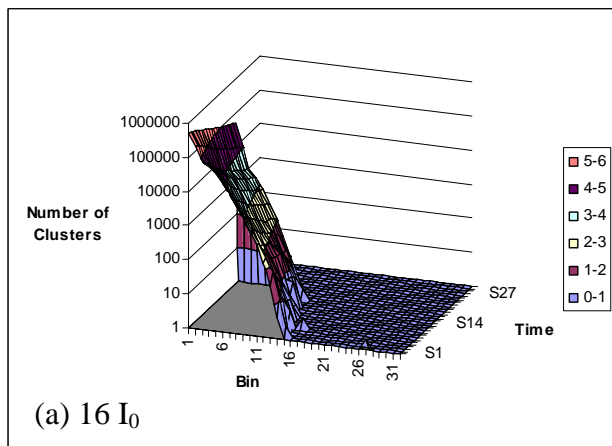 1000000
100000
10000
1000
100
10
1
Number of
Clusters
1
6
11
16
21
26
31
Bin
S1
S14
S27
Time
5-6
4-5
3-4
2-3
1-2
0-1
(a) 16 I₀